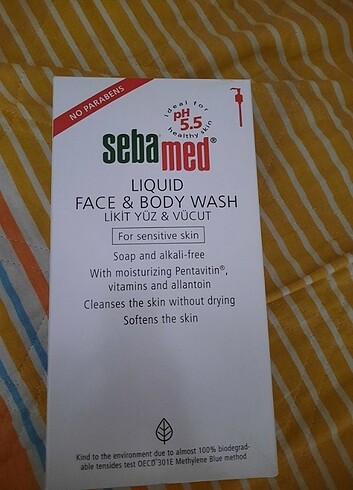 NO PARABENS
ideal for
pH
5.5
healthy skin
sebamed®
LIQUID
FACE & BODY WASH
LİKİT YÜZ & VÜCUT
For sensitive skin
Soap and alkali-free
With moisturizing Pentavitin®,
vitamins and allantoin
Cleanses the skin without drying
Softens the skin
Kind to the environment due to almost 100% biodegrad-
able tensides test OECD 301E Methylene Blue method